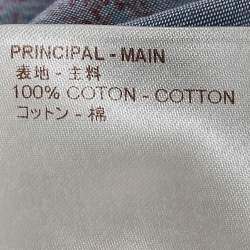 PRINCIPAL - MAIN
表地 - 主料
100% COTON - COTTON
コットン - 棉